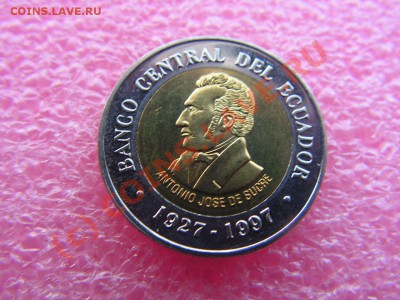 COINS.LAVE.RU
BANCO CENTRAL DEL ECUADOR
ANTONIO JOSE DE SUCRE
1927-1997